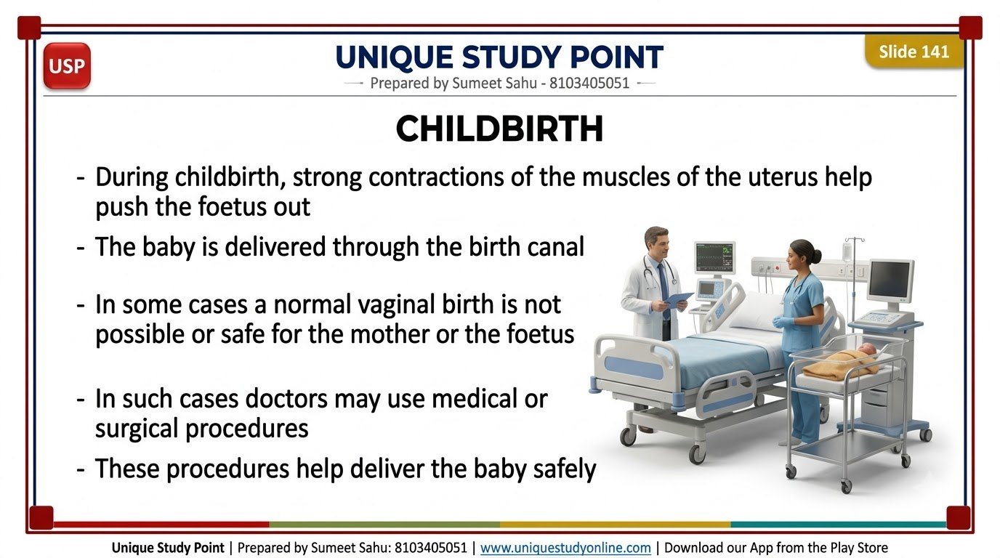 USP
UNIQUE STUDY POINT
Slide 141
Prepared by Sumeet Sahu - 8103405051
CHILDBIRTH
- During childbirth, strong contractions of the muscles of the uterus help
push the foetus out
- The baby is delivered through the birth canal
- In some cases a normal vaginal birth is not
possible or safe for the mother or the foetus
- In such cases doctors may use medical or
surgical procedures
- These procedures help deliver the baby safely
Unique Study Point | Prepared by Sumeet Sahu: 8103405051 | www.uniquestudyonline.com | Download our App from the Play Store